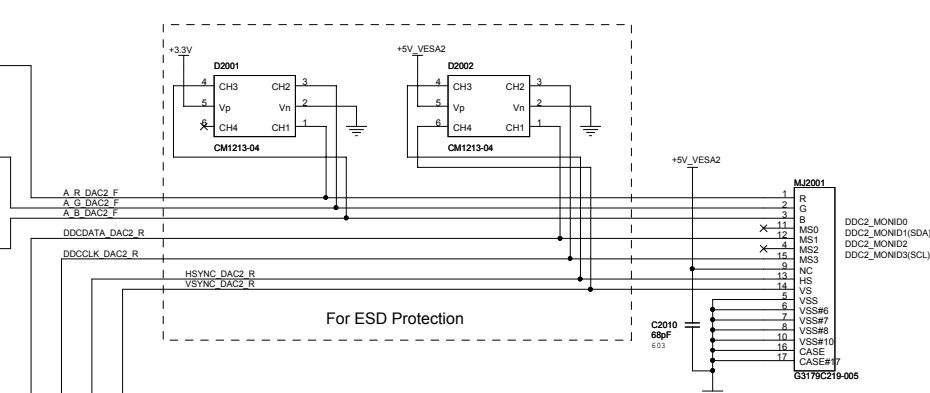 +3.3V
D2001
4 CH3 CH2 3
5 Vp Vn 2
6 CH4 CH1 1
CM1213-04
+5V_VESA2
D2002
4 CH3 CH2 3
5 Vp Vn 2
6 CH4 CH1 1
CM1213-04
+5V_VESA2
MJ2001
A_R_DAC2_F
A_G_DAC2_F
A_B_DAC2_F
DDCDATA_DAC2_R
DDCCLK_DAC2_R
HSYNC_DAC2_R
VSYNC_DAC2_R
For ESD Protection
C2010
68pF
603
1 R
2 G
3 B
11 MS0
12 MS1
4 MS2
15 MS3
9 NC
13 HS
14 VS
5 VSS
6 VSS#6
7 VSS#7
8 VSS#8
10 VSS#10
16 CASE
17 CASE#17
G3179C219-005
DDC2_MONID0
DDC2_MONID1(SDA)
DDC2_MONID2
DDC2_MONID3(SCL)